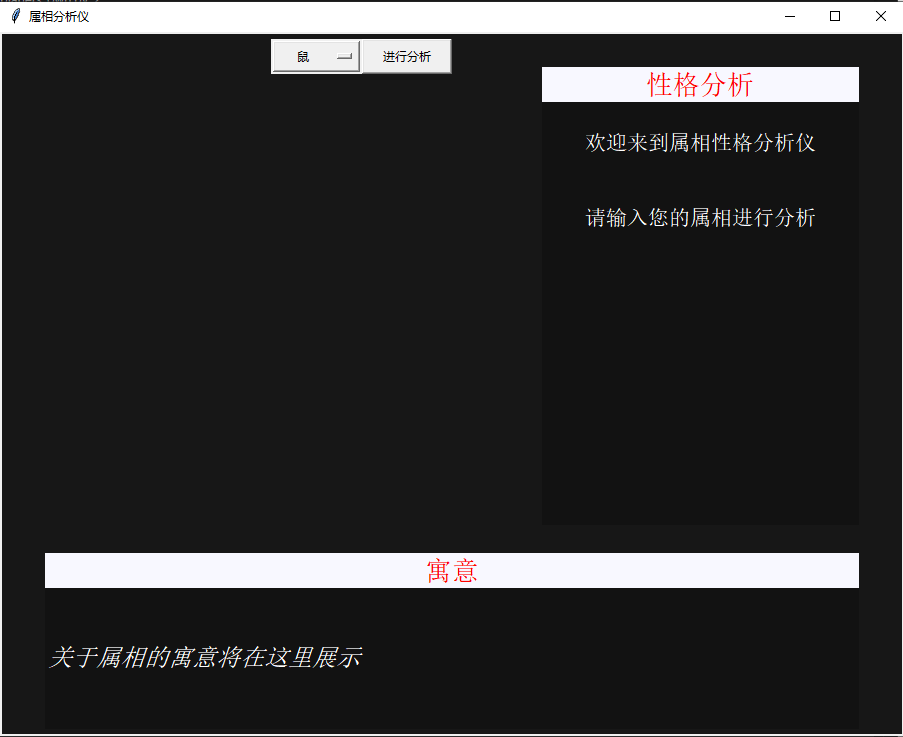 属相分析仪
鼠
进行分析
性格分析
欢迎来到属相性格分析仪
请输入您的属相进行分析
寓意
关于属相的寓意将在这里展示